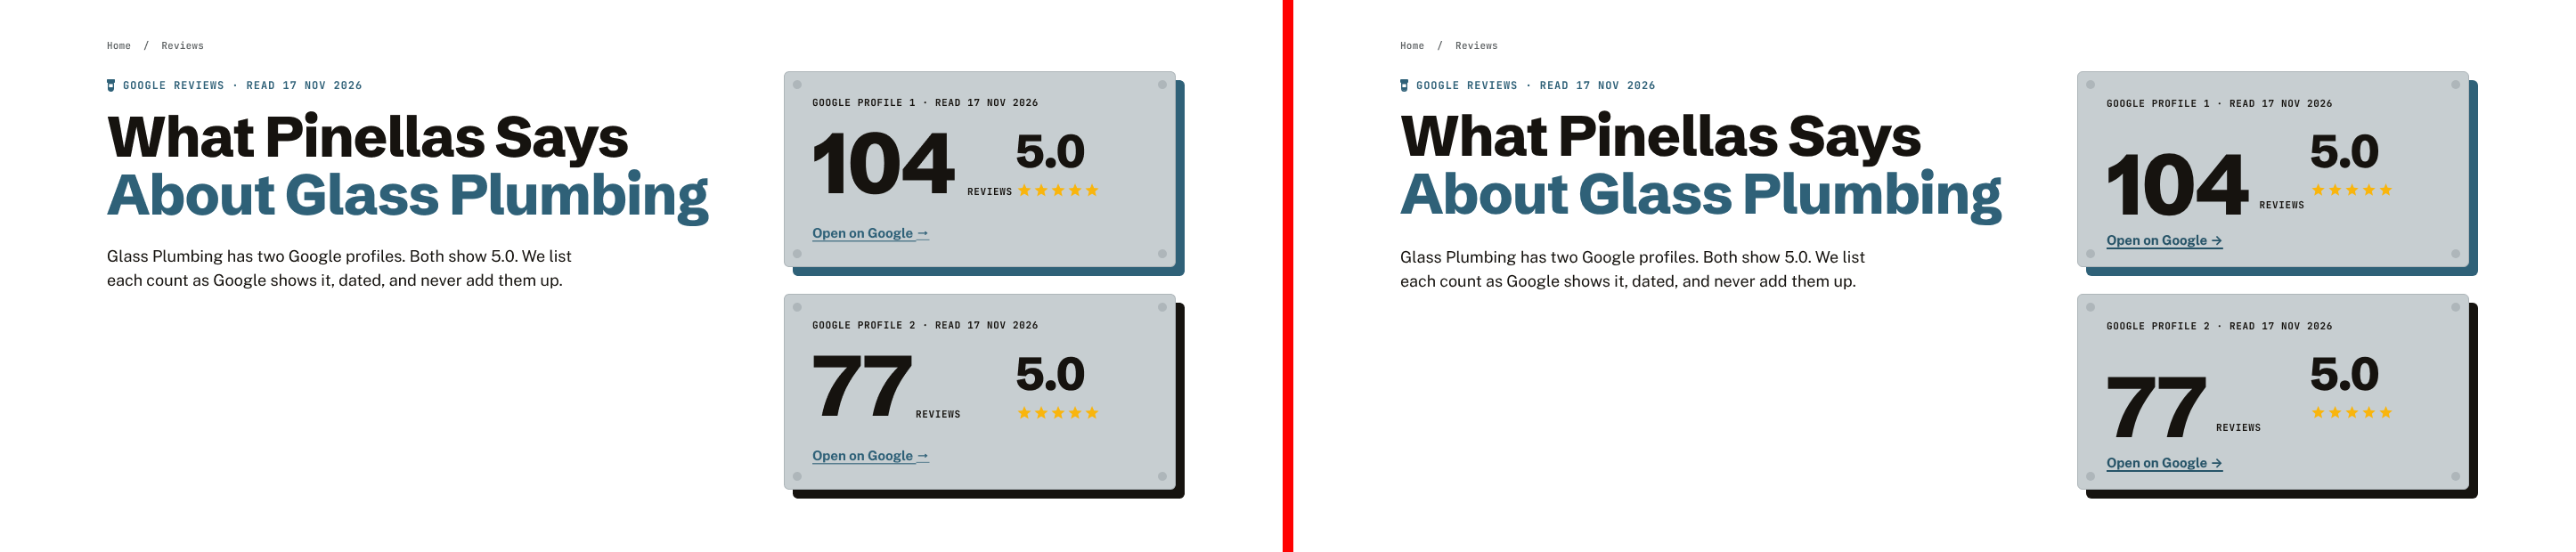 Home / Reviews
GOOGLE REVIEWS · READ 17 NOV 2026
What Pinellas Says
About Glass Plumbing
Glass Plumbing has two Google profiles. Both show 5.0. We list
each count as Google shows it, dated, and never add them up.
GOOGLE PROFILE 1 · READ 17 NOV 2026
104 REVIEWS 5.0
★★★★★
Open on Google →
GOOGLE PROFILE 2 · READ 17 NOV 2026
77 REVIEWS 5.0
★★★★★
Open on Google →
Home / Reviews
GOOGLE REVIEWS · READ 17 NOV 2026
What Pinellas Says
About Glass Plumbing
Glass Plumbing has two Google profiles. Both show 5.0. We list
each count as Google shows it, dated, and never add them up.
GOOGLE PROFILE 1 · READ 17 NOV 2026
104 REVIEWS 5.0
★★★★★
Open on Google →
GOOGLE PROFILE 2 · READ 17 NOV 2026
77 REVIEWS 5.0
★★★★★
Open on Google →